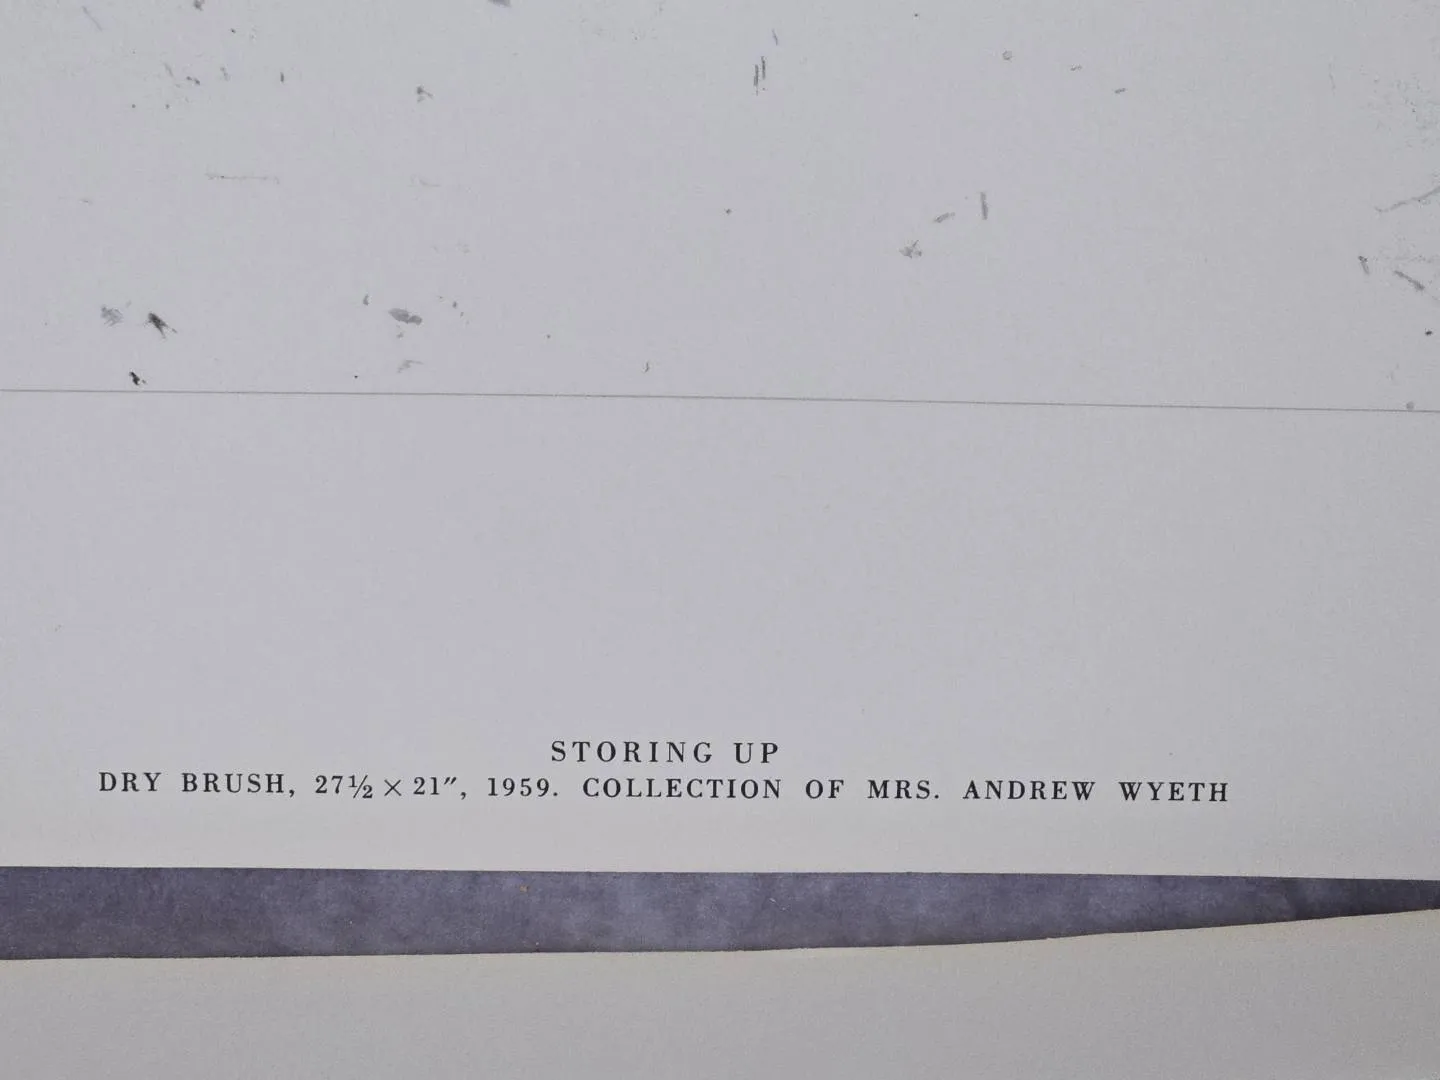 STORING UP
DRY BRUSH, 27½ × 21″, 1959. COLLECTION OF MRS. ANDREW WYETH